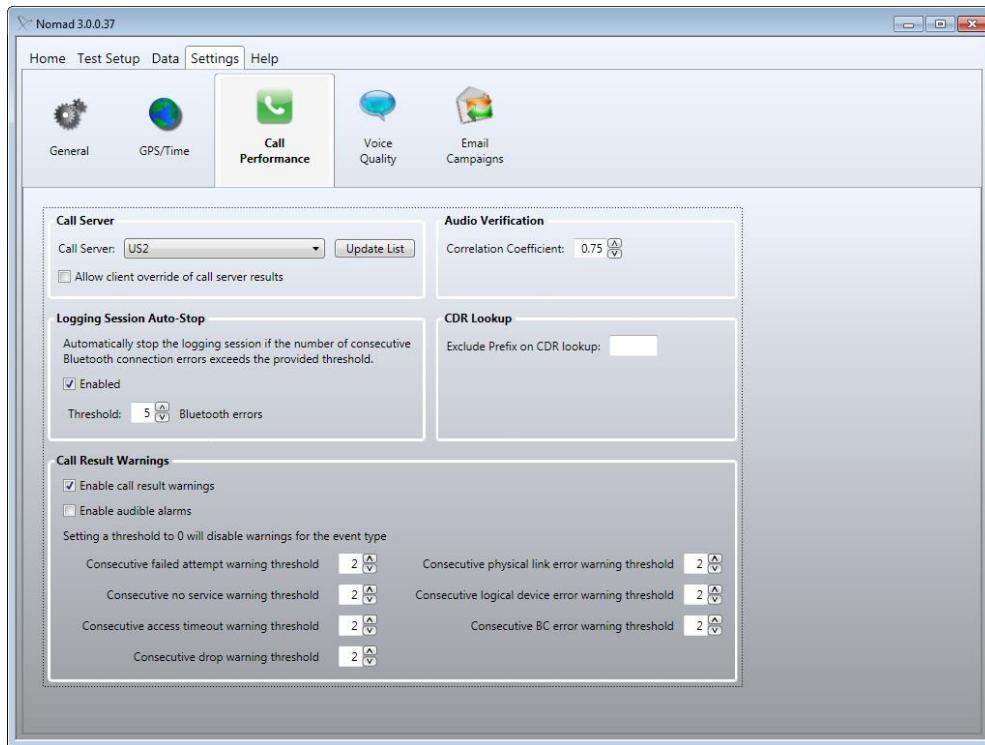 Nomad 3.0.0.37
Home Test Setup Data Settings Help
General
GPS/Time
Call
Performance
Voice
Quality
Email
Campaigns
Call Server
Call Server: US2 Update List
Allow client override of call server results
Audio Verification
Correlation Coefficient: 0.75
Logging Session Auto-Stop
Automatically stop the logging session if the number of consecutive
Bluetooth connection errors exceeds the provided threshold.
Enabled
Threshold: 5 Bluetooth errors
CDR Lookup
Exclude Prefix on CDR lookup:
Call Result Warnings
Enable call result warnings
Enable audible alarms
Setting a threshold to 0 will disable warnings for the event type
Consecutive failed attempt warning threshold 2
Consecutive physical link error warning threshold 2
Consecutive no service warning threshold 2
Consecutive logical device error warning threshold 2
Consecutive access timeout warning threshold 2
Consecutive BC error warning threshold 2
Consecutive drop warning threshold 2